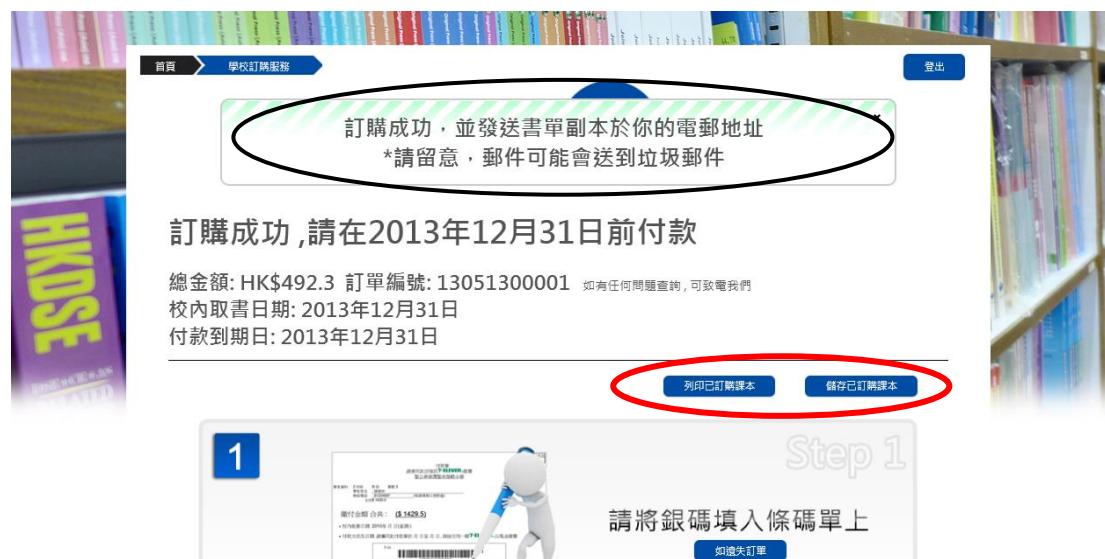 首頁
學校訂購服務
登出
訂購成功，並發送書單副本於你的電郵地址
*請留意，郵件可能會送到垃圾郵件
訂購成功 ,請在2013年12月31日前付款
總金額: HK$492.3 訂單編號: 13051300001 如有任何問題查詢 , 可致電我們
校內取書日期: 2013年12月31日
付款到期日: 2013年12月31日
列印已訂購課本
儲存已訂購課本
HKDSE
1
Step 1
繳付金額 合共： ($ 1429.5)
請將銀碼填入條碼單上
如遺失訂單